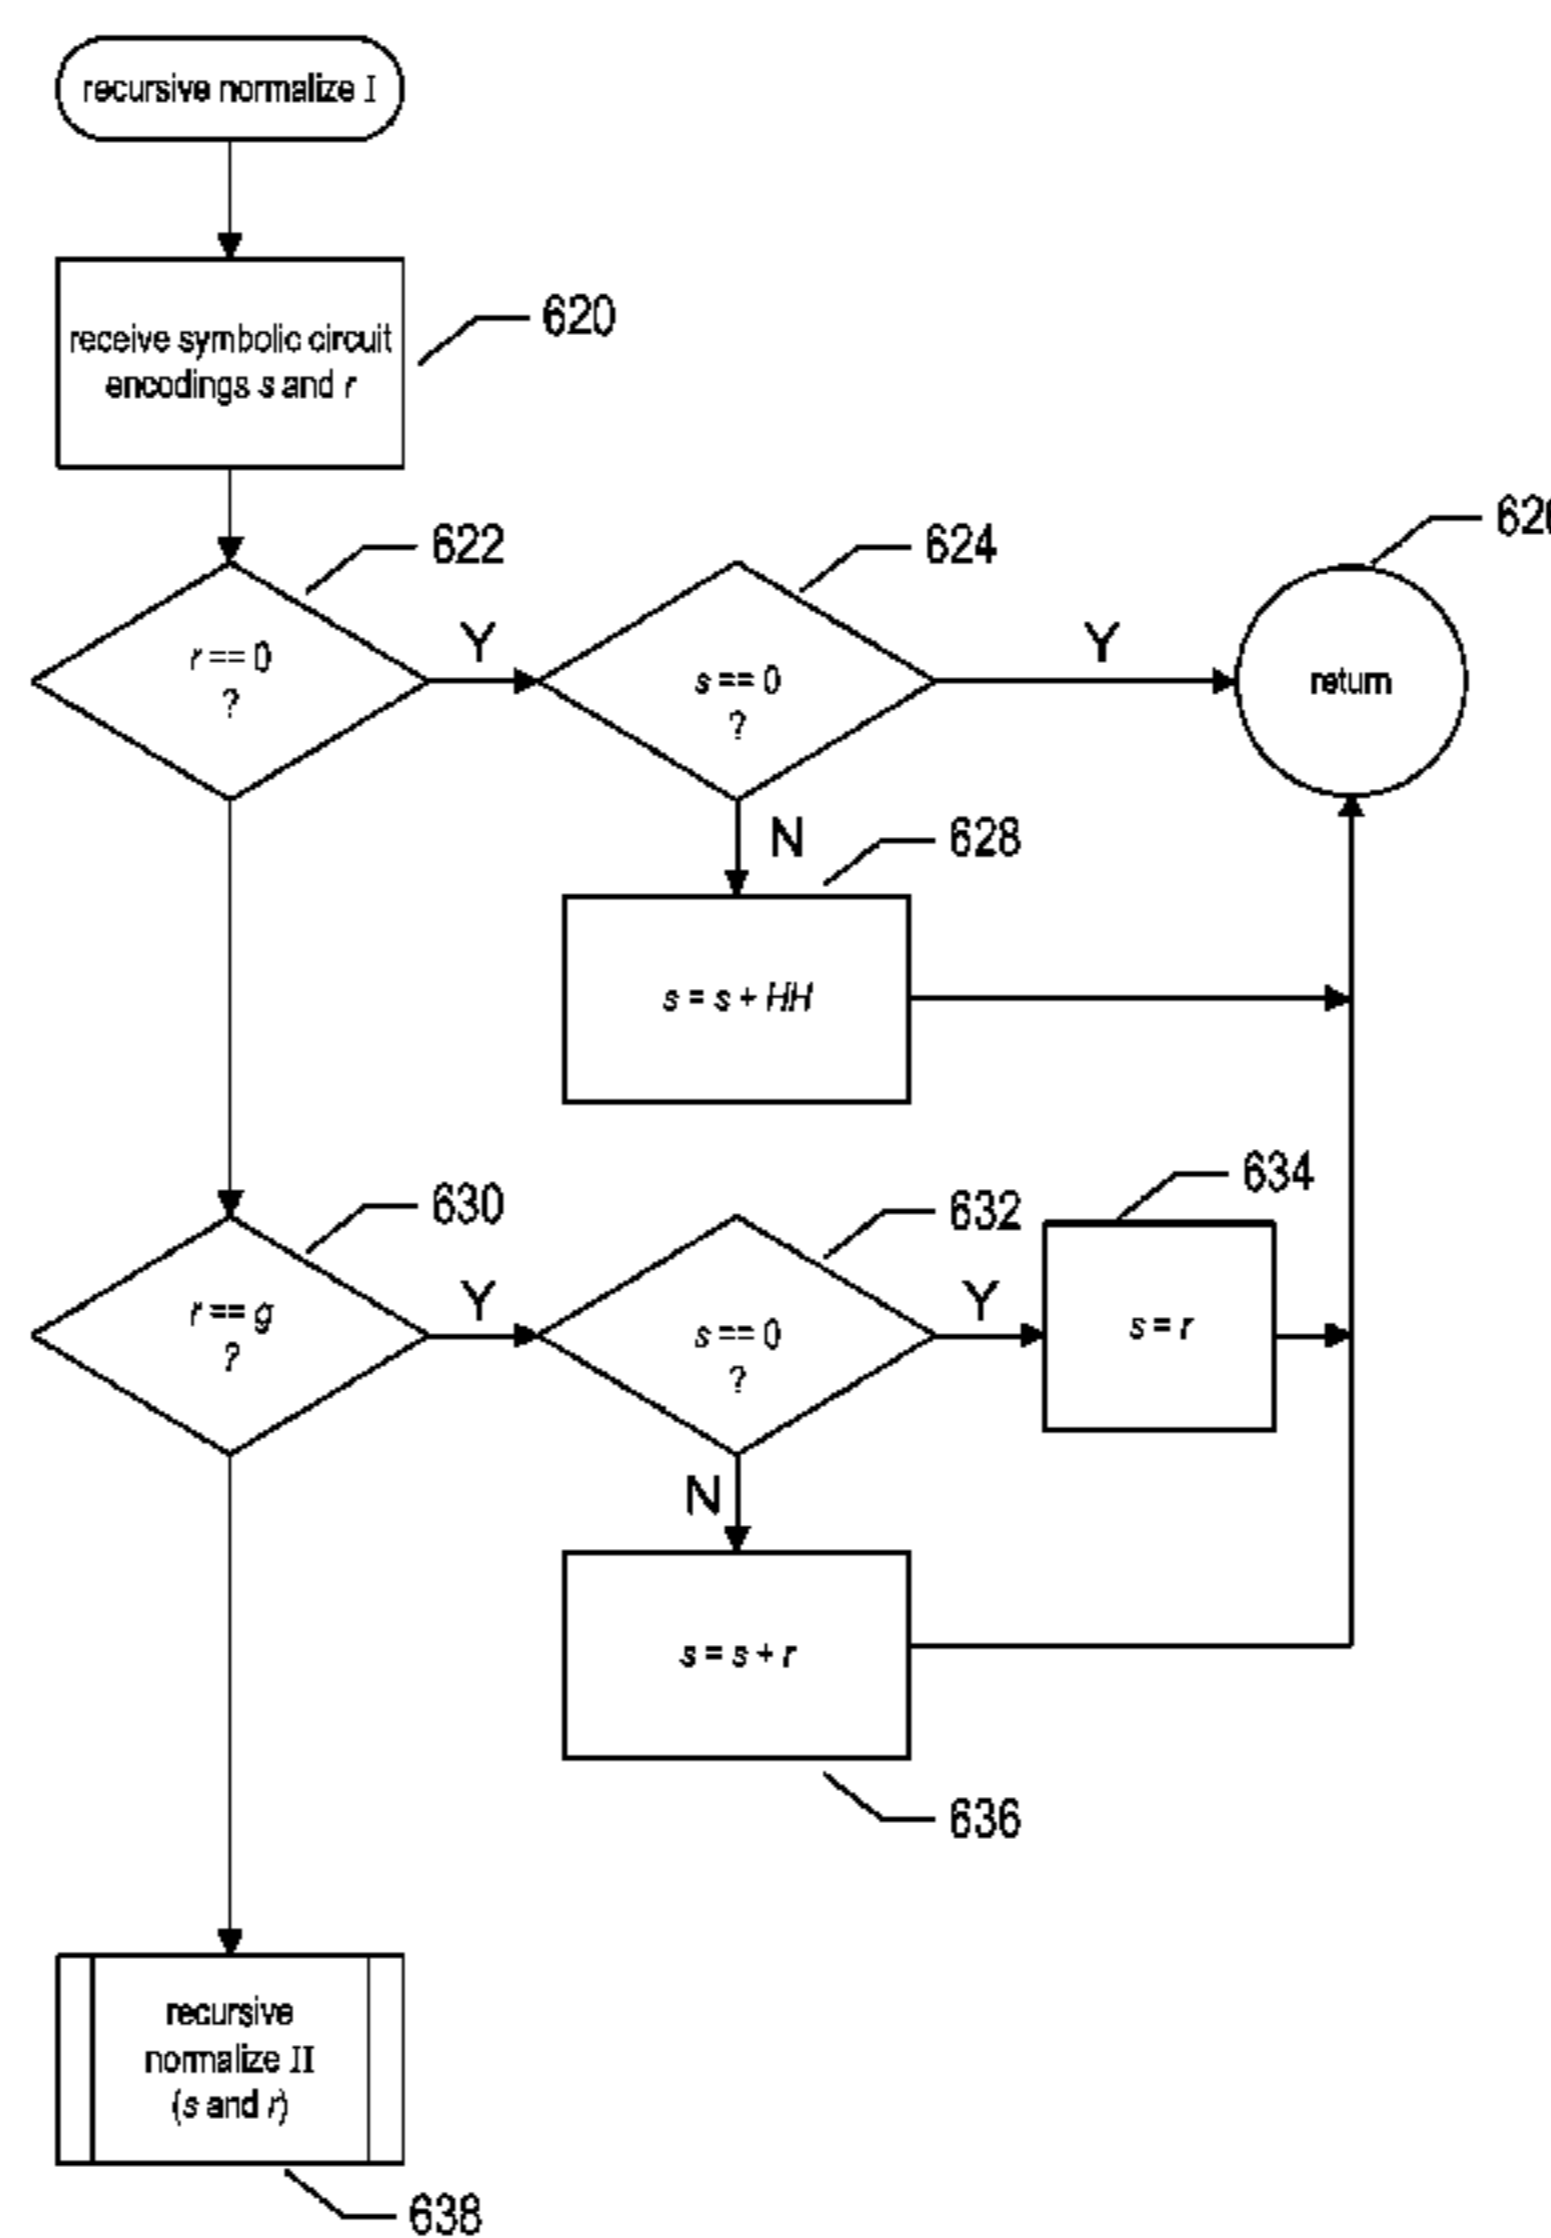 recursive normalize I
receive symbolic circuit
encodings s and r
620
622
r == 0
?
Y
624
s == 0
?
Y
return
N
628
s = s + HH
630
r == g
?
Y
632
s == 0
?
Y
634
s = r
N
s = s + r
636
recursive
normalize II
(s and r)
638